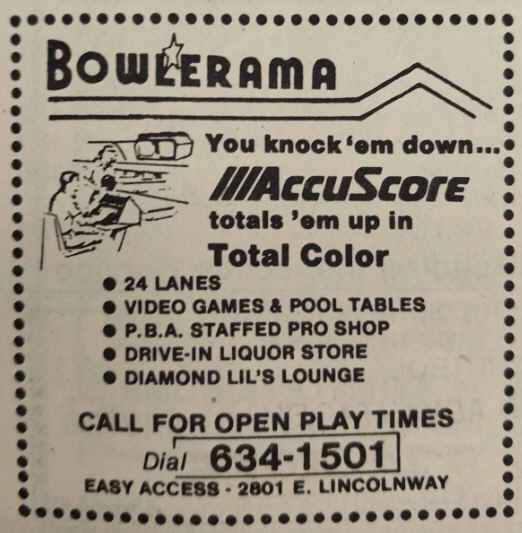 BOWLERAMA
You knock 'em down...
AccuScore
totals 'em up in
Total Color
● 24 LANES
● VIDEO GAMES & POOL TABLES
● P.B.A. STAFFED PRO SHOP
● DRIVE-IN LIQUOR STORE
● DIAMOND LIL'S LOUNGE
CALL FOR OPEN PLAY TIMES
Dial 634-1501
EASY ACCESS - 2801 E. LINCOLNWAY